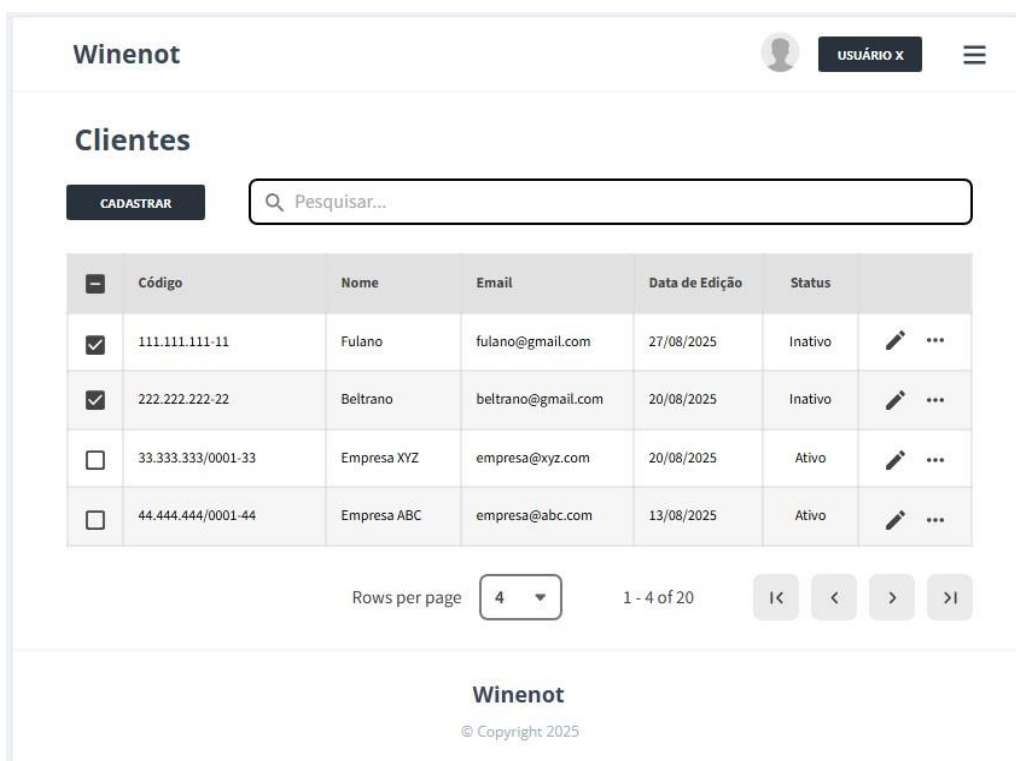 Winenot
USUÁRIO X
Clientes
CADASTRAR
Pesquisar...
Código Nome Email Data de Edição Status
111.111.111-11 Fulano fulano@gmail.com 27/08/2025 Inativo
222.222.222-22 Beltrano beltrano@gmail.com 20/08/2025 Inativo
33.333.333/0001-33 Empresa XYZ empresa@xyz.com 20/08/2025 Ativo
44.444.444/0001-44 Empresa ABC empresa@abc.com 13/08/2025 Ativo
Rows per page 4 1 - 4 of 20
Winenot
© Copyright 2025